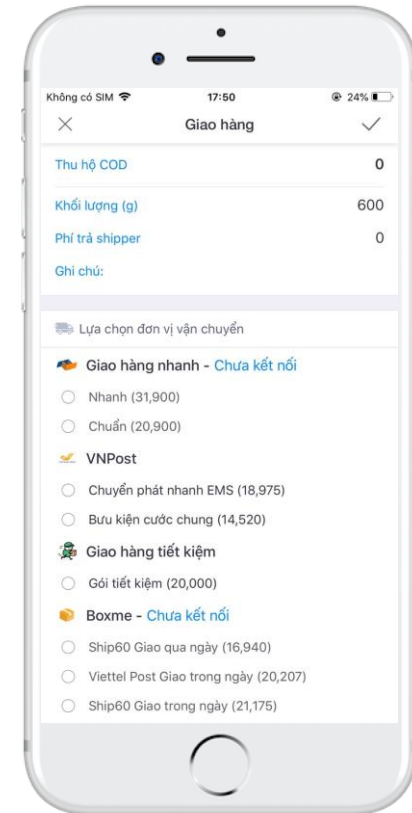 Không có SIM 17:50 24%
Giao hàng
Thu hộ COD 0
Khối lượng (g) 600
Phí trả shipper 0
Ghi chú:
Lựa chọn đơn vị vận chuyển
Giao hàng nhanh - Chưa kết nối
Nhanh (31,900)
Chuẩn (20,900)
VNPost
Chuyển phát nhanh EMS (18,975)
Bưu kiện cước chung (14,520)
Giao hàng tiết kiệm
Gói tiết kiệm (20,000)
Boxme - Chưa kết nối
Ship60 Giao qua ngày (16,940)
Viettel Post Giao trong ngày (20,207)
Ship60 Giao trong ngày (21,175)